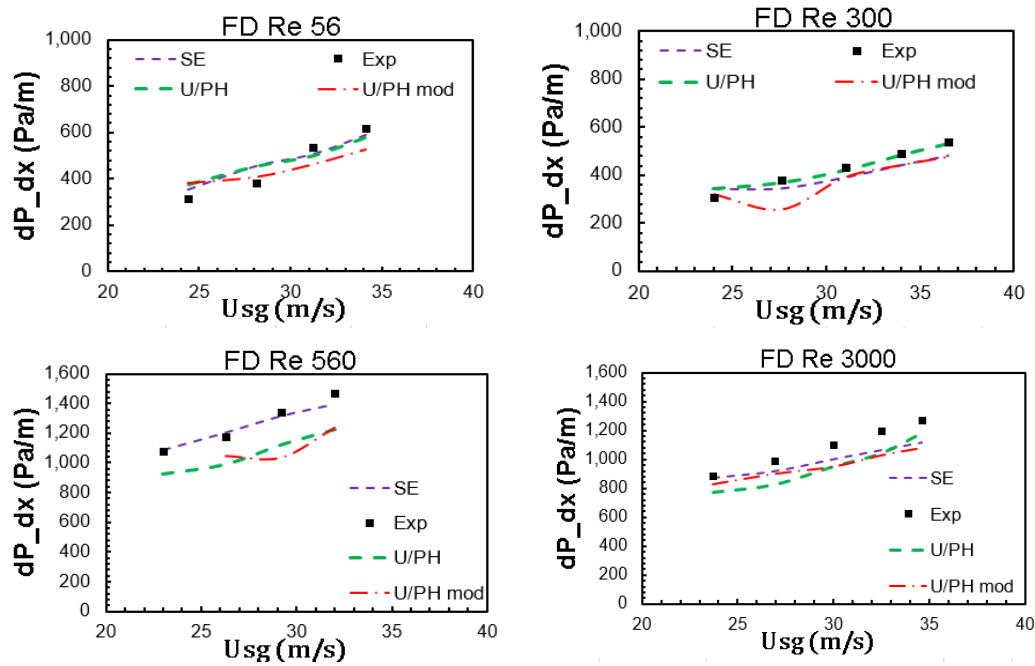 FD Re 56
1,000
800
600
400
200
0
SE
Exp
U/PH
U/PH mod
20
25
30
35
40
dP_dx (Pa/m)
Usg (m/s)
FD Re 300
1,000
800
600
400
200
0
SE
Exp
U/PH
U/PH mod
20
25
30
35
40
dP_dx (Pa/m)
Usg (m/s)
FD Re 560
1,600
1,400
1,200
1,000
800
600
400
200
0
SE
Exp
U/PH
U/PH mod
20
25
30
35
40
dP_dx (Pa/m)
Usg (m/s)
FD Re 3000
1,600
1,400
1,200
1,000
800
600
400
200
0
SE
Exp
U/PH
U/PH mod
20
25
30
35
40
dP_dx (Pa/m)
Usg (m/s)